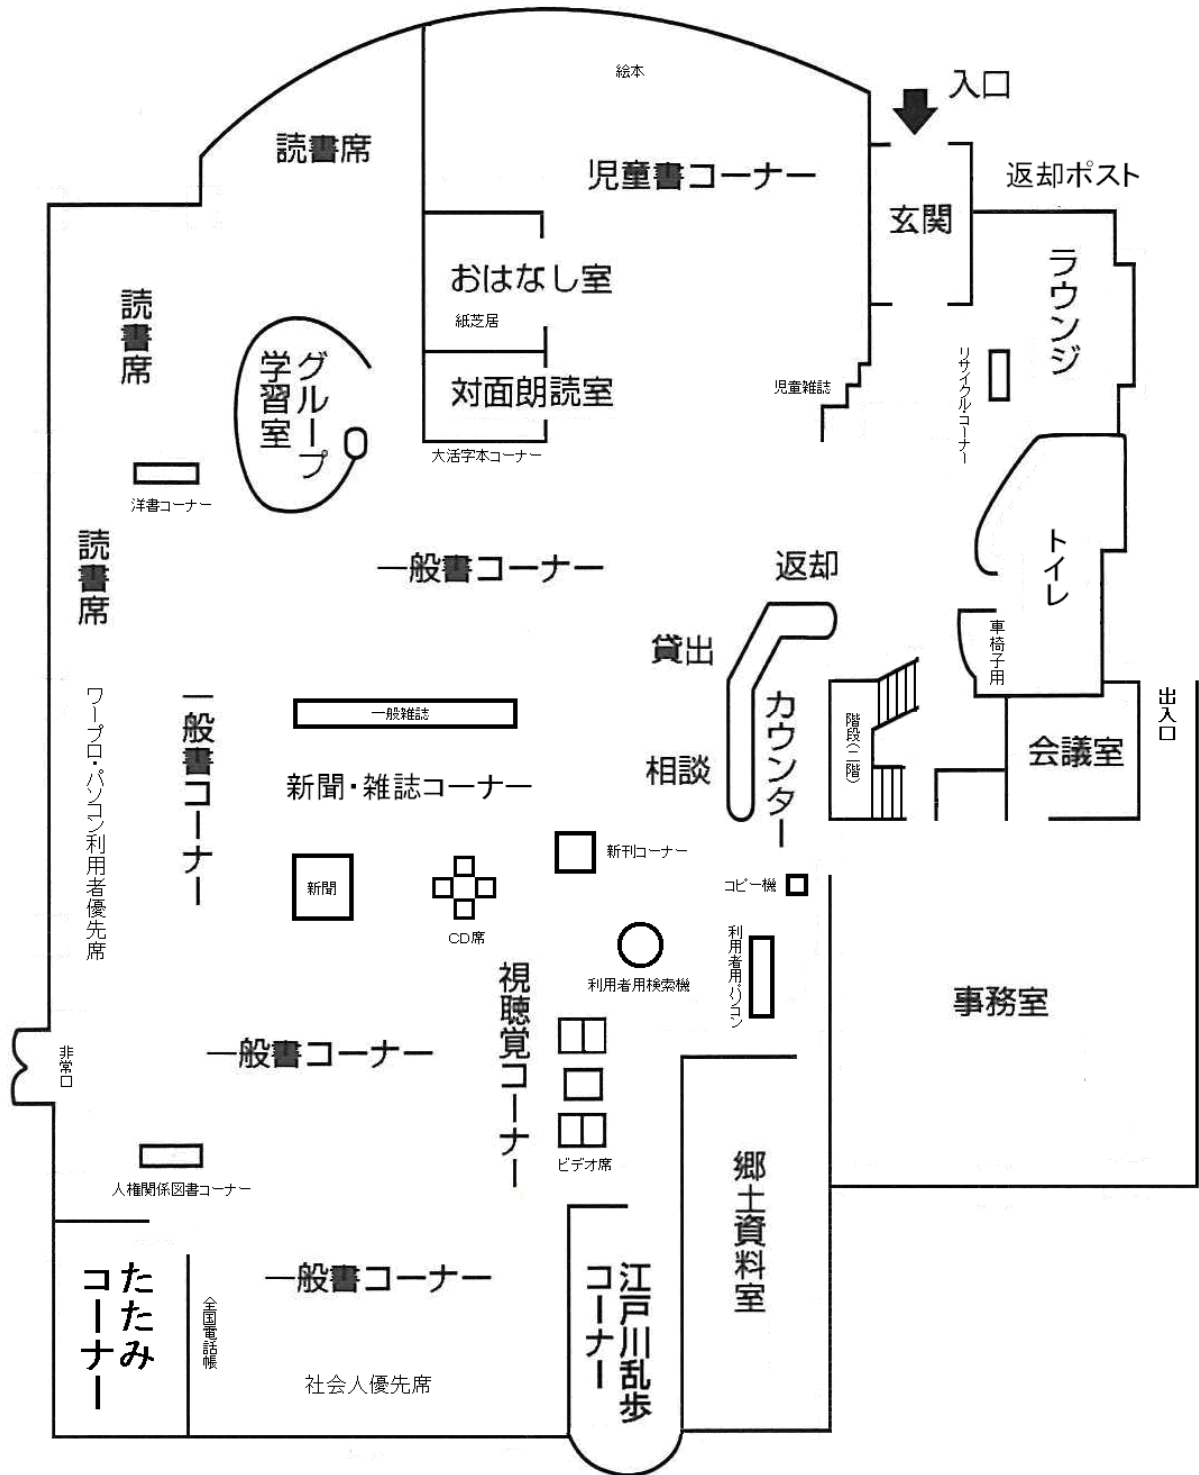 絵本
入口
読書席
児童書コーナー
返却ポスト
玄関
おはなし室
紙芝居
ラウンジ
読書席
グループ
学習室
対面朗読室
児童雑誌
リサイクル・コーナー
大活字本コーナー
洋書コーナー
読書席
一般書コーナー
返却
トイレ
貸出
車椅子用
ワープロ・パソコン利用者優先席
一般書コーナー
一般雑誌
カウンター
階段(二階)
会議室
出入口
相談
新聞・雑誌コーナー
新刊コーナー
新聞
CD席
コピー機
利用者用検索機
利用者用パソコン
視聴覚コーナー
事務室
非常口
一般書コーナー
ビデオ席
人権関係図書コーナー
郷土資料室
たたみ
コーナー
全国電話帳
一般書コーナー
江戸川乱歩
コーナー
社会人優先席